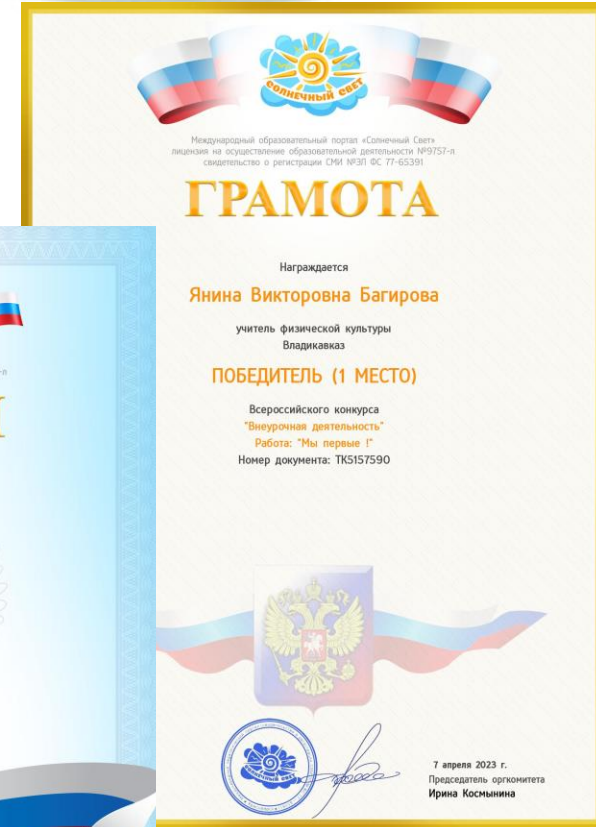 СОЛНЕЧНЫЙ СВЕТ
Международный образовательный портал «Солнечный Свет»
лицензия на осуществление образовательной деятельности №9757-л
свидетельство о регистрации СМИ №ЭЛ ФС 77-65391
ГРАМОТА
Награждается
Янина Викторовна Багирова
учитель физической культуры
Владикавказ
ПОБЕДИТЕЛЬ (1 МЕСТО)
Всероссийского конкурса
"Внеурочная деятельность"
Работа: "Мы первые !"
Номер документа: ТК5157590
7 апреля 2023 г.
Председатель оргкомитета
Ирина Космынина